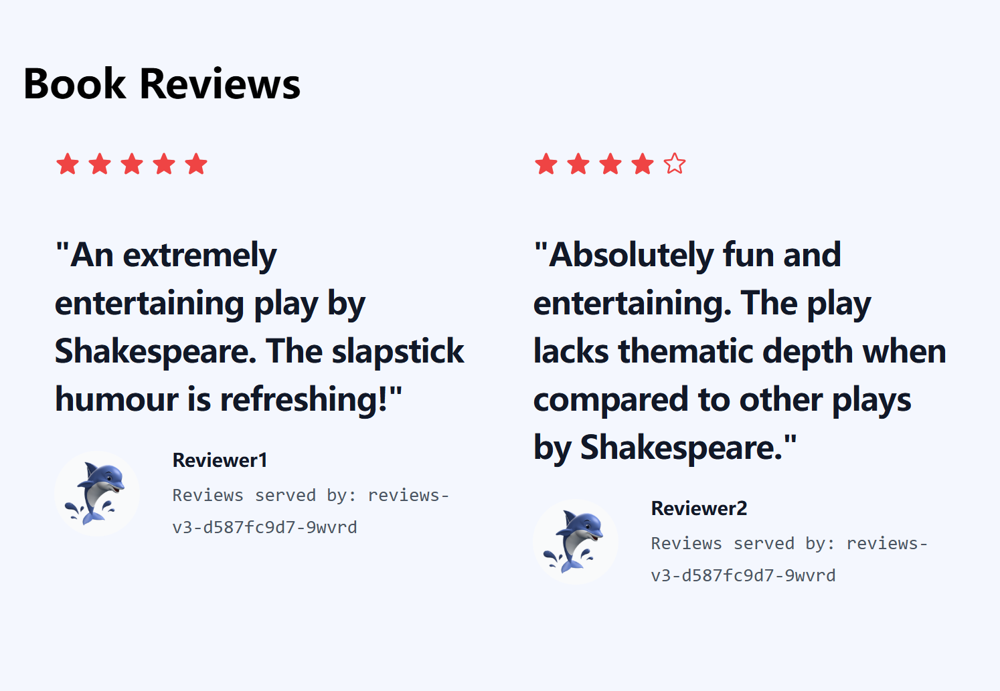 Book Reviews
"An extremely
entertaining play by
Shakespeare. The slapstick
humour is refreshing!"
Reviewer1
Reviews served by: reviews-
v3-d587fc9d7-9wvrd
"Absolutely fun and
entertaining. The play
lacks thematic depth when
compared to other plays
by Shakespeare."
Reviewer2
Reviews served by: reviews-
v3-d587fc9d7-9wvrd